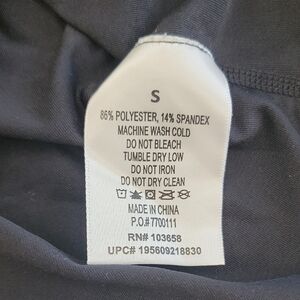 S
86% POLYESTER, 14% SPANDEX
MACHINE WASH COLD
DO NOT BLEACH
TUMBLE DRY LOW
DO NOT IRON
DO NOT DRY CLEAN
MADE IN CHINA
P.O.# 7700111
RN# 103658
UPC# 195609218830